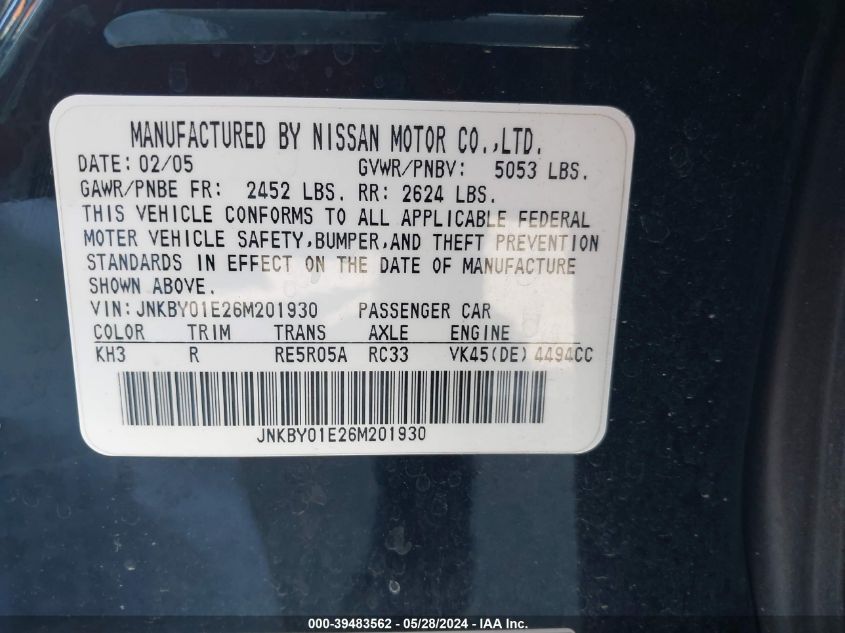 MANUFACTURED BY NISSAN MOTOR CO.,LTD.
DATE: 02/05 GVWR/PNBV: 5053 LBS.
GAWR/PNBE FR: 2452 LBS. RR: 2624 LBS.
THIS VEHICLE CONFORMS TO ALL APPLICABLE FEDERAL
MOTER VEHICLE SAFETY,BUMPER,AND THEFT PREVENTION
STANDARDS IN EFFECT ON THE DATE OF MANUFACTURE
SHOWN ABOVE.
VIN: JNKBY01E26M201930 PASSENGER CAR
COLOR TRIM TRANS AXLE ENGINE
KH3 R RE5R05A RC33 VK45(DE) 4494CC
JNKBY01E26M201930
000-39483562 - 05/28/2024 - IAA Inc.